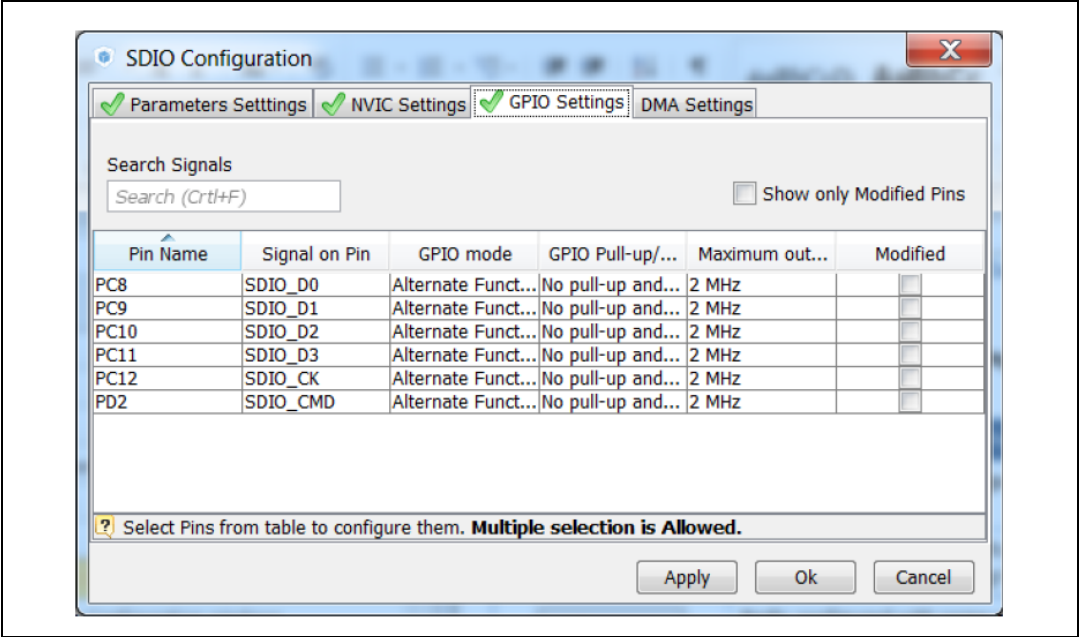 SDIO Configuration
Parameters Setttings NVIC Settings GPIO Settings DMA Settings
Search Signals
Search (Crtl+F)
Show only Modified Pins
Pin Name Signal on Pin GPIO mode GPIO Pull-up/... Maximum out... Modified
PC8 SDIO_D0 Alternate Funct... No pull-up and... 2 MHz
PC9 SDIO_D1 Alternate Funct... No pull-up and... 2 MHz
PC10 SDIO_D2 Alternate Funct... No pull-up and... 2 MHz
PC11 SDIO_D3 Alternate Funct... No pull-up and... 2 MHz
PC12 SDIO_CK Alternate Funct... No pull-up and... 2 MHz
PD2 SDIO_CMD Alternate Funct... No pull-up and... 2 MHz
Select Pins from table to configure them. Multiple selection is Allowed.
Apply Ok Cancel